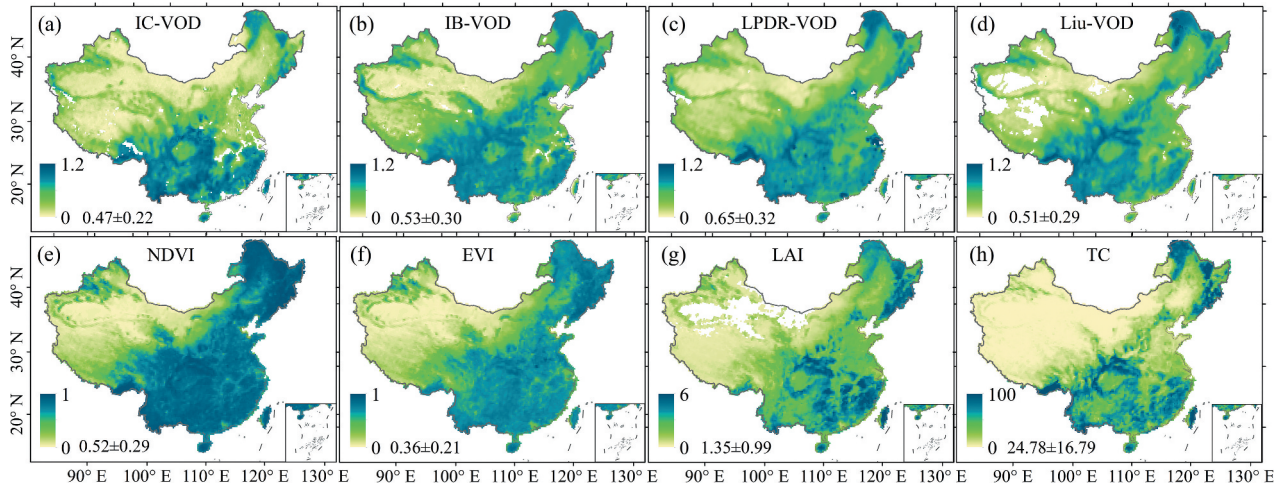 (a) IC-VOD
(b) IB-VOD
(c) LPDR-VOD
(d) Liu-VOD
40° N
30° N
20° N
1.2
0 0.47±0.22
1.2
0 0.53±0.30
1.2
0 0.65±0.32
1.2
0 0.51±0.29
(e) NDVI
(f) EVI
(g) LAI
(h) TC
40° N
30° N
20° N
1
0 0.52±0.29
1
0 0.36±0.21
6
0 1.35±0.99
100
0 24.78±16.79
90° E 100° E 110° E 120° E 130° E
90° E 100° E 110° E 120° E 130° E
90° E 100° E 110° E 120° E 130° E
90° E 100° E 110° E 120° E 130° E